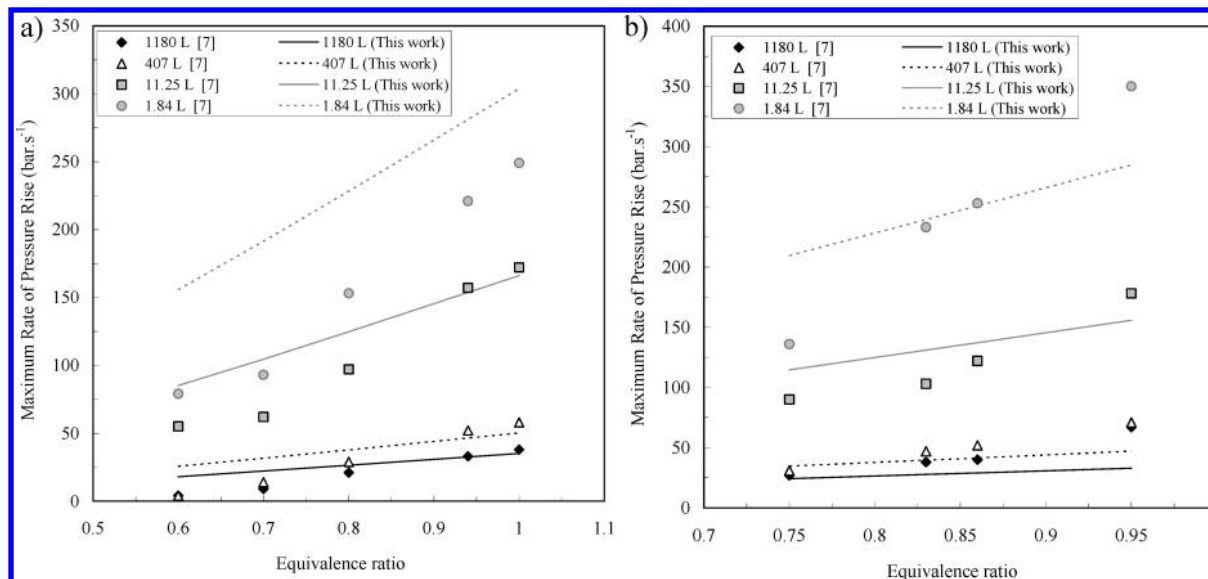 a)
350
300
250
200
150
100
50
0
0.5 0.6 0.7 0.8 0.9 1 1.1
Maximum Rate of Pressure Rise (bar.s-1)
Equivalence ratio
1180 L [7] 1180 L (This work)
407 L [7] 407 L (This work)
11.25 L [7] 11.25 L (This work)
1.84 L [7] 1.84 L (This work)
b)
400
350
300
250
200
150
100
50
0
0.7 0.75 0.8 0.85 0.9 0.95
Maximum Rate of Pressure Rise (bar.s-1)
Equivalence ratio
1180 L [7] 1180 L (This work)
407 L [7] 407 L (This work)
11.25 L [7] 11.25 L (This work)
1.84 L [7] 1.84 L (This work)